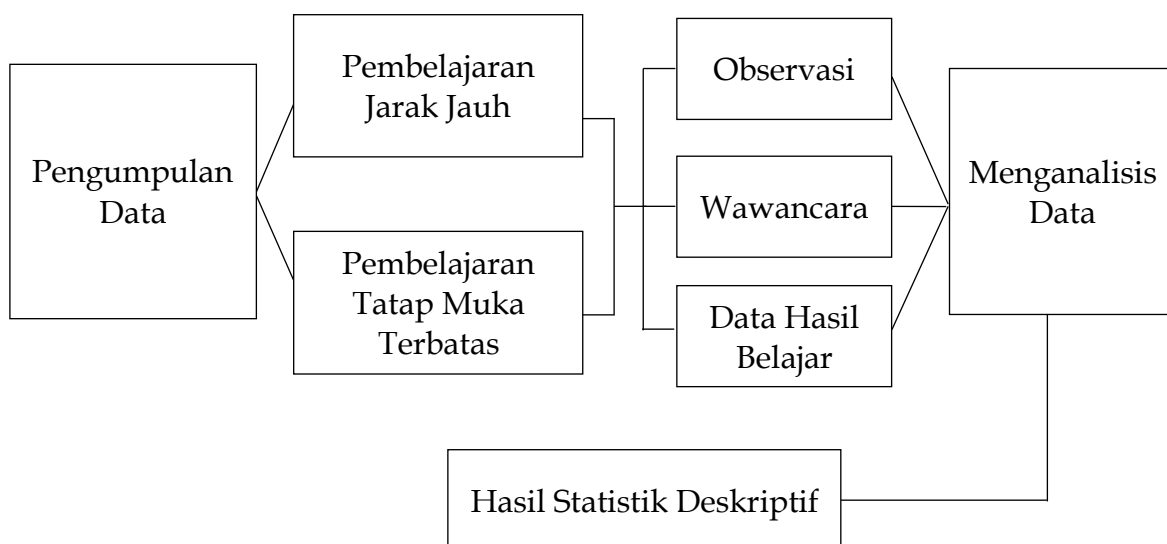 Pengumpulan
Data
Pembelajaran
Jarak Jauh
Pembelajaran
Tatap Muka
Terbatas
Observasi
Wawancara
Data Hasil
Belajar
Menganalisis
Data
Hasil Statistik Deskriptif